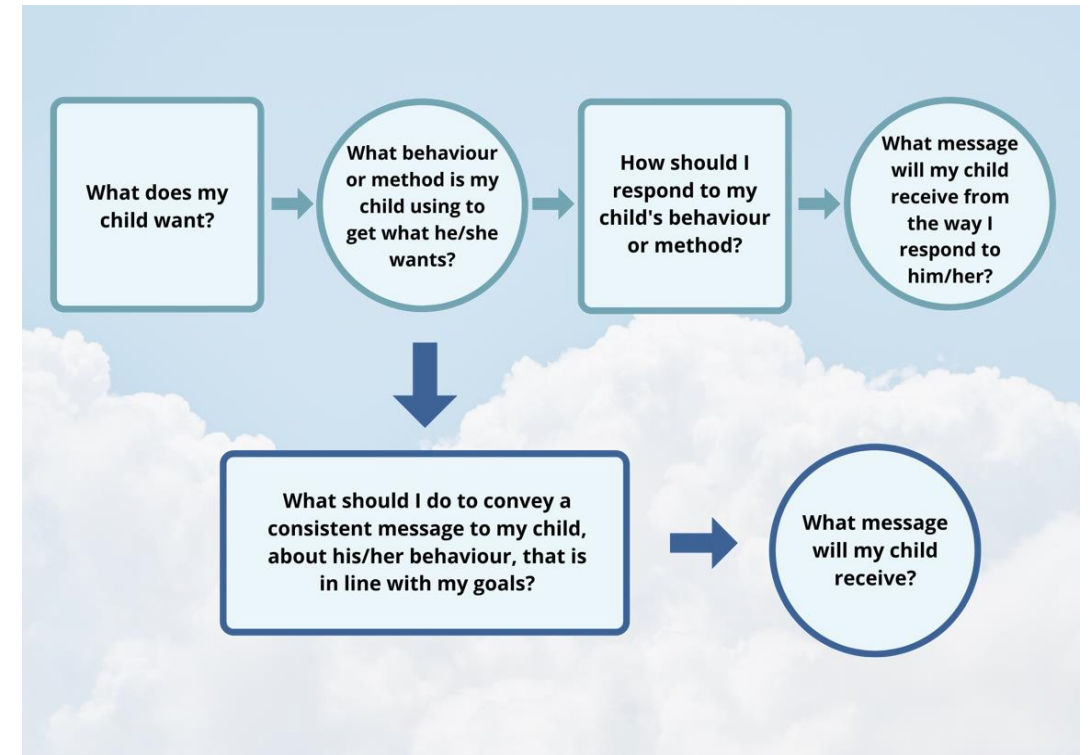 What does my
child want?
What behaviour
or method is my
child using to
get what he/she
wants?
How should I
respond to my
child's behaviour
or method?
What message
will my child
receive from
the way I
respond to
him/her?
What should I do to convey a
consistent message to my child,
about his/her behaviour, that is
in line with my goals?
What message
will my child
receive?